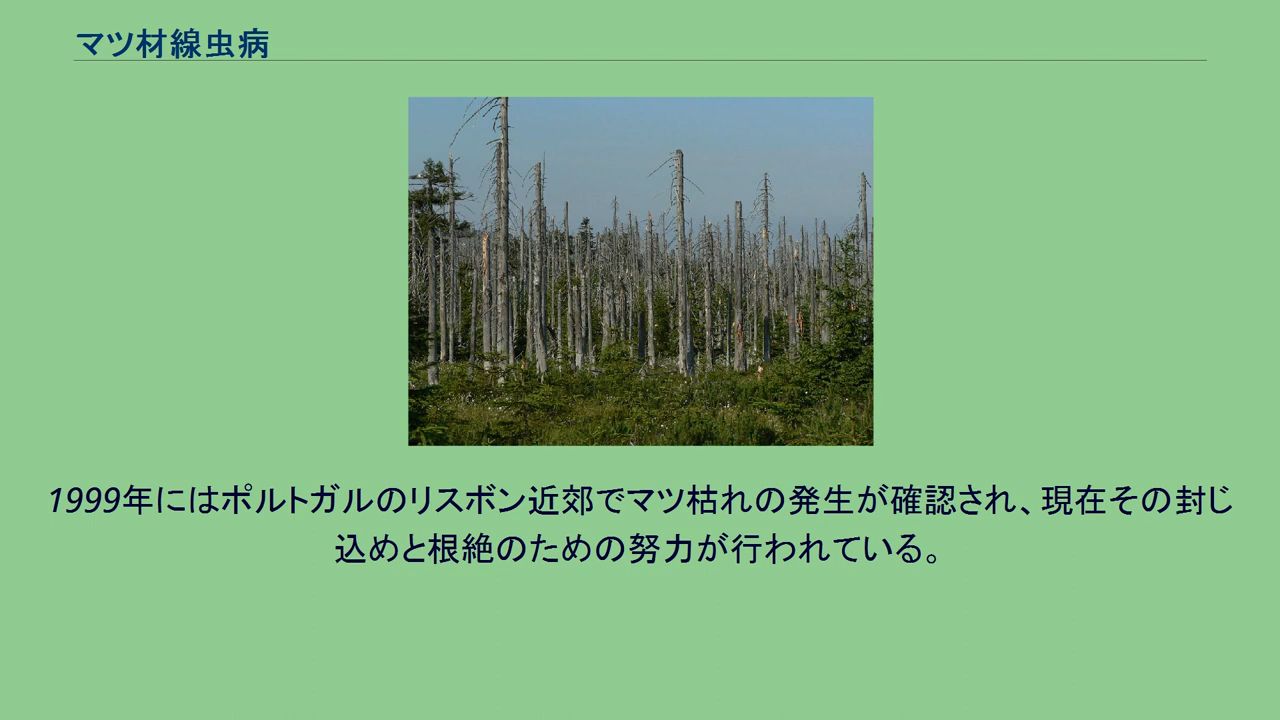 マツ材線虫病
1999年にはポルトガルのリスボン近郊でマツ枯れの発生が確認され、現在その封じ
込めと根絶のための努力が行われている。